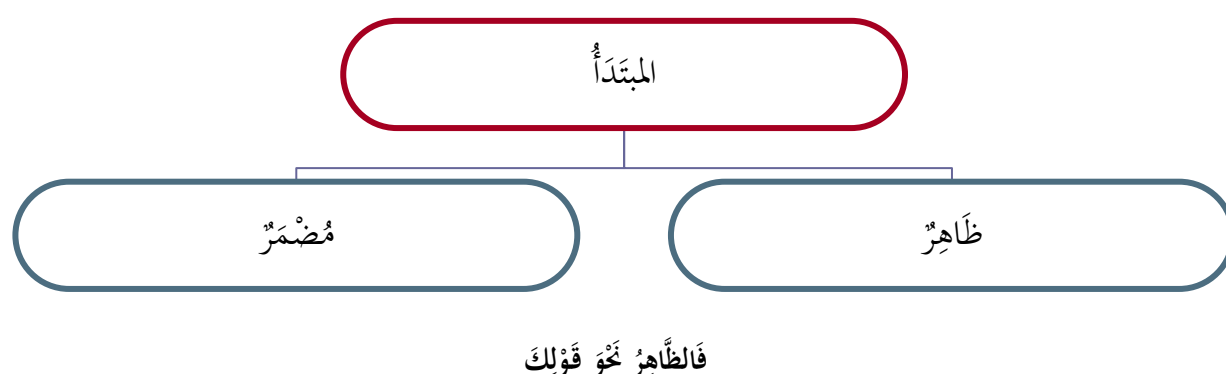 المبتَدَأُ
ظَاهِرٌ
مُضْمَرٌ
فَالظَّاهِرُ نَحْوَ قَوْلِكَ